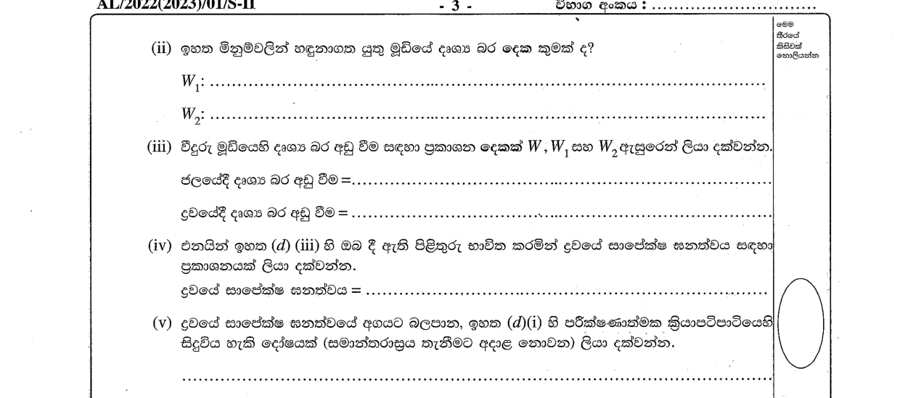 AL/2022(2023)/01/S-II - 3 - විභාග අංකය : ..............................
මෙම
තීරයේ
කිසිවක්
නොලියන්න
(ii) ඉහත මිනුම්වලින් හඳුනාගත යුතු මූඩියේ දෘශ්‍ය බර දෙක කුමක් ද?
W₁: ..............................
W₂: ..............................
(iii) වීදුරු මූඩියෙහි දෘශ්‍ය බර අඩු වීම සඳහා ප්‍රකාශන දෙකක් W, W₁ සහ W₂ ඇසුරෙන් ලියා දක්වන්න.
ජලයේදී දෘශ්‍ය බර අඩු වීම = ..............................
ද්‍රවයේදී දෘශ්‍ය බර අඩු වීම = ..............................
(iv) එනයින් ඉහත (d) (iii) හි ඔබ දී ඇති පිළිතුරු භාවිත කරමින් ද්‍රවයේ සාපේක්ෂ ඝනත්වය සඳහා
ප්‍රකාශනයක් ලියා දක්වන්න.
ද්‍රවයේ සාපේක්ෂ ඝනත්වය = ..............................
(v) ද්‍රවයේ සාපේක්ෂ ඝනත්වයේ අගයට බලපාන, ඉහත (d)(i) හි පරීක්ෂණාත්මක ක්‍රියාපටිපාටියෙහි
සිදුවිය හැකි දෝෂයක් (සමාන්තරාස්‍රය තැනීමට අදාළ නොවන) ලියා දක්වන්න.
..............................